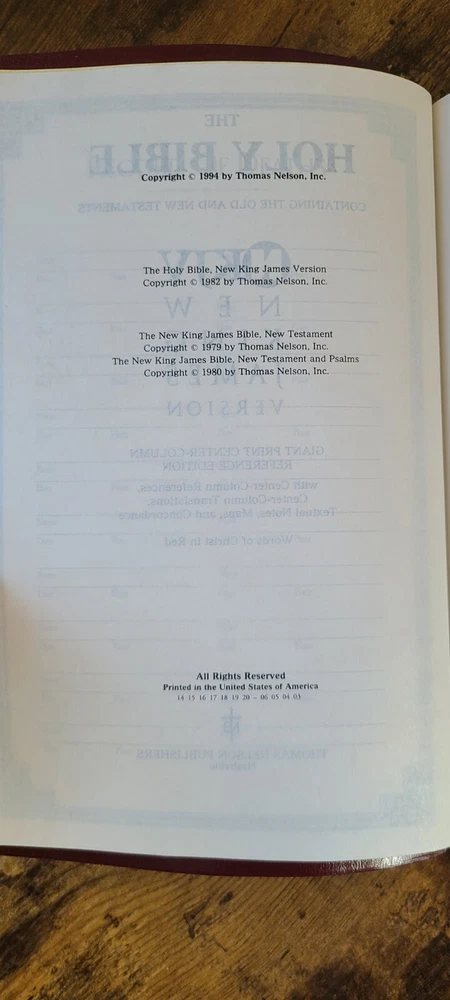 Copyright © 1994 by Thomas Nelson, Inc.
The Holy Bible, New King James Version
Copyright © 1982 by Thomas Nelson, Inc.
The New King James Bible, New Testament
Copyright © 1979 by Thomas Nelson, Inc.
The New King James Bible, New Testament and Psalms
Copyright © 1980 by Thomas Nelson, Inc.
All Rights Reserved
Printed in the United States of America
14 15 16 17 18 19 20 – 06 05 04 03